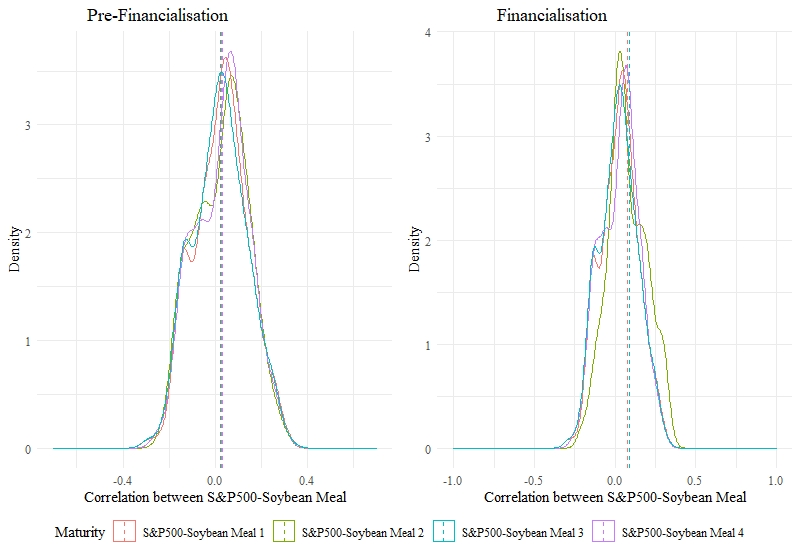 Pre-Financialisation
Financialisation
Density
3
2
1
0
-0.4
0.0
0.4
Correlation between S&P500-Soybean Meal
Density
4
3
2
1
0
-1.0
-0.5
0.0
0.5
1.0
Correlation between S&P500-Soybean Meal
Maturity
S&P500-Soybean Meal 1
S&P500-Soybean Meal 2
S&P500-Soybean Meal 3
S&P500-Soybean Meal 4